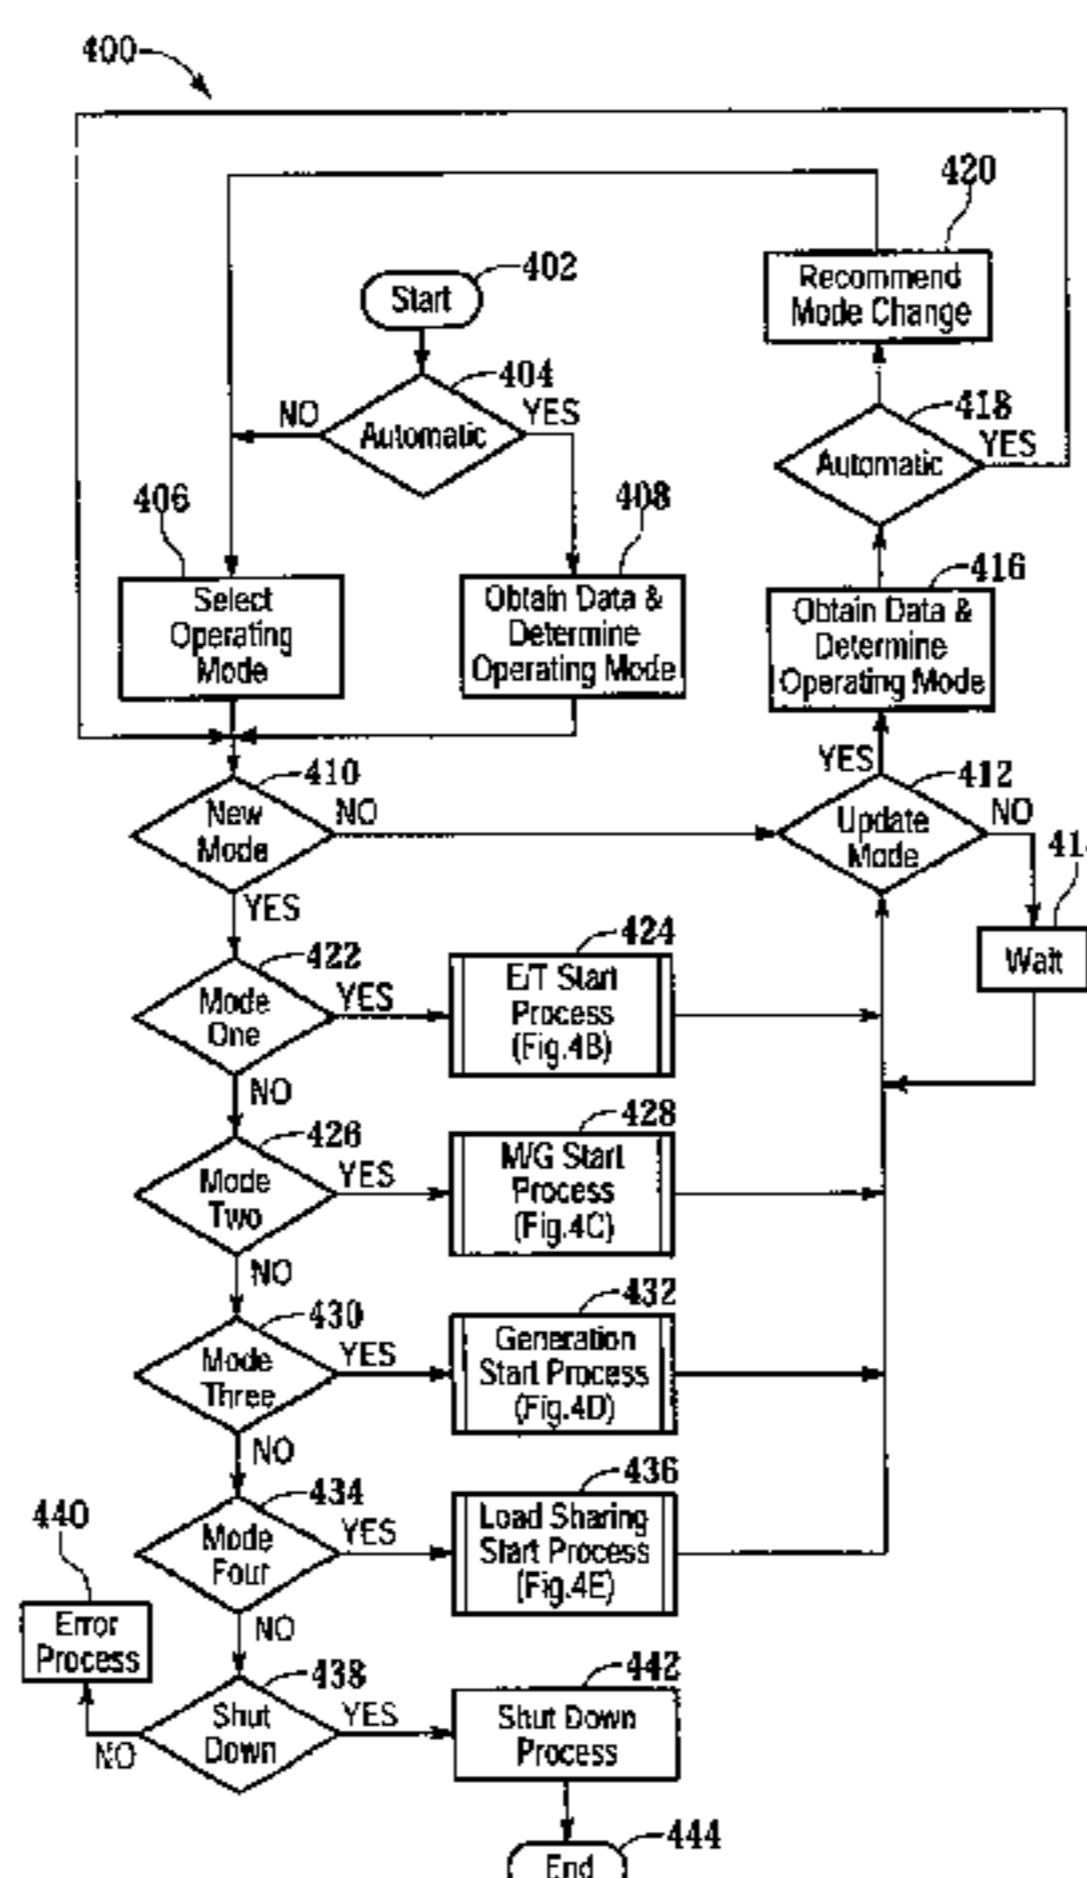 400
420
Recommend
Mode Change
402
Start
404
NO
YES
Automatic
418
YES
Automatic
406
408
416
Select
Operating
Mode
Obtain Data &
Determine
Operating Mode
Obtain Data &
Determine
Operating Mode
YES
410
New
Mode
NO
412
Update
Mode
NO
YES
Wait
422
Mode
One
YES
424
E/T Start
Process
(Fig.4B)
NO
426
Mode
Two
YES
428
M/G Start
Process
(Fig.4C)
NO
430
Mode
Three
YES
432
Generation
Start Process
(Fig.4D)
NO
434
Mode
Four
YES
436
Load Sharing
Start Process
(Fig.4E)
440
Error
Process
NO
438
Shut
Down
NO
YES
442
Shut Down
Process
444
End